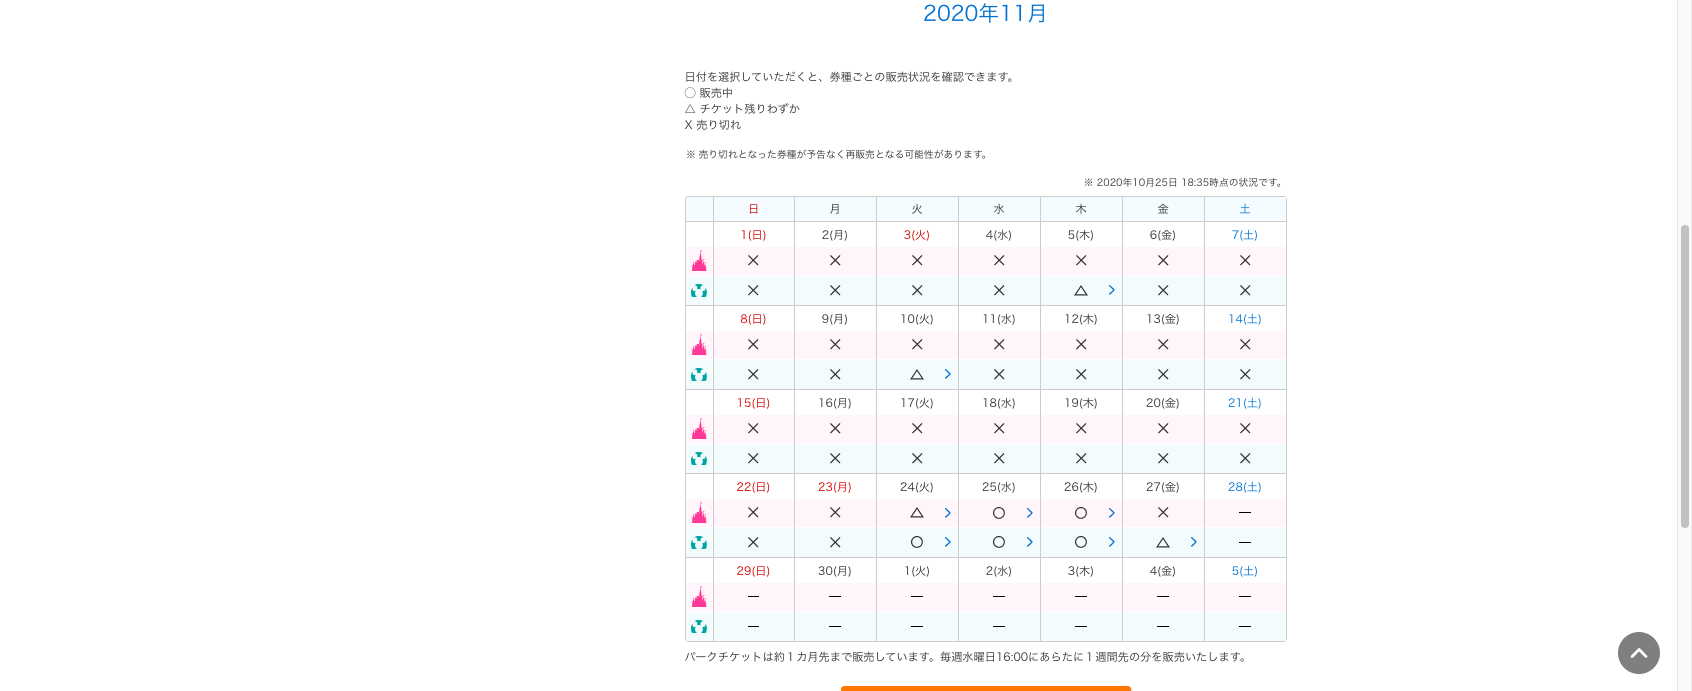 2020年11月
日付を選択していただくと、券種ごとの販売状況を確認できます。
○ 販売中
△ チケット残りわずか
X 売り切れ
※ 売り切れとなった券種が予告なく再販売となる可能性があります。
※ 2020年10月25日 18:35時点の状況です。
日 月 火 水 木 金 土
1(日) 2(月) 3(火) 4(水) 5(木) 6(金) 7(土)
× × × × × × ×
× × × × △ × ×
8(日) 9(月) 10(火) 11(水) 12(木) 13(金) 14(土)
× × × × × × ×
× × △ × × × ×
15(日) 16(月) 17(火) 18(水) 19(木) 20(金) 21(土)
× × × × × × ×
× × × × × × ×
22(日) 23(月) 24(火) 25(水) 26(木) 27(金) 28(土)
× × △ ○ ○ × —
× × ○ ○ ○ △ —
29(日) 30(月) 1(火) 2(水) 3(木) 4(金) 5(土)
— — — — — — —
— — — — — — —
パークチケットは約１カ月先まで販売しています。毎週水曜日16:00にあらたに１週間先の分を販売いたします。